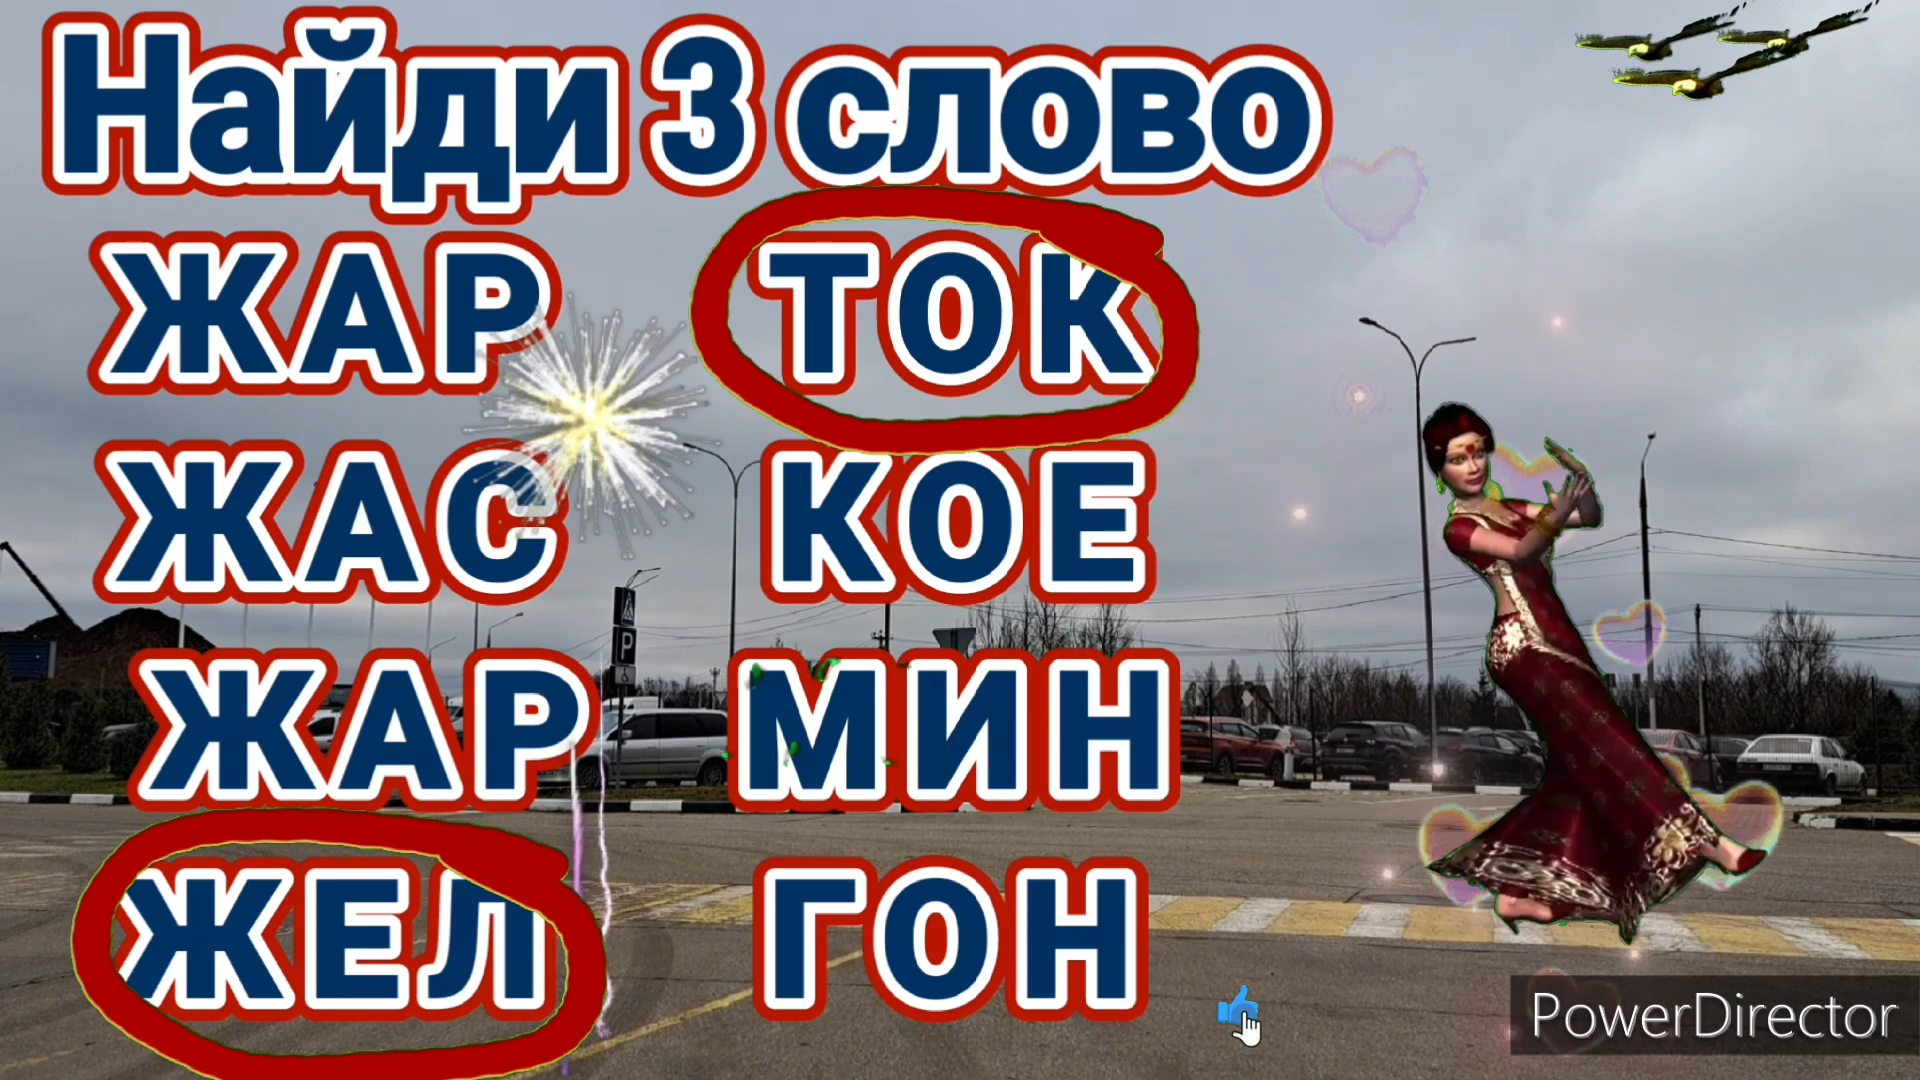 Найди 3 слово
ЖАР ТОК
ЖАС КОЕ
ЖАР МИН
ЖЕЛ ГОН
P
PowerDirector